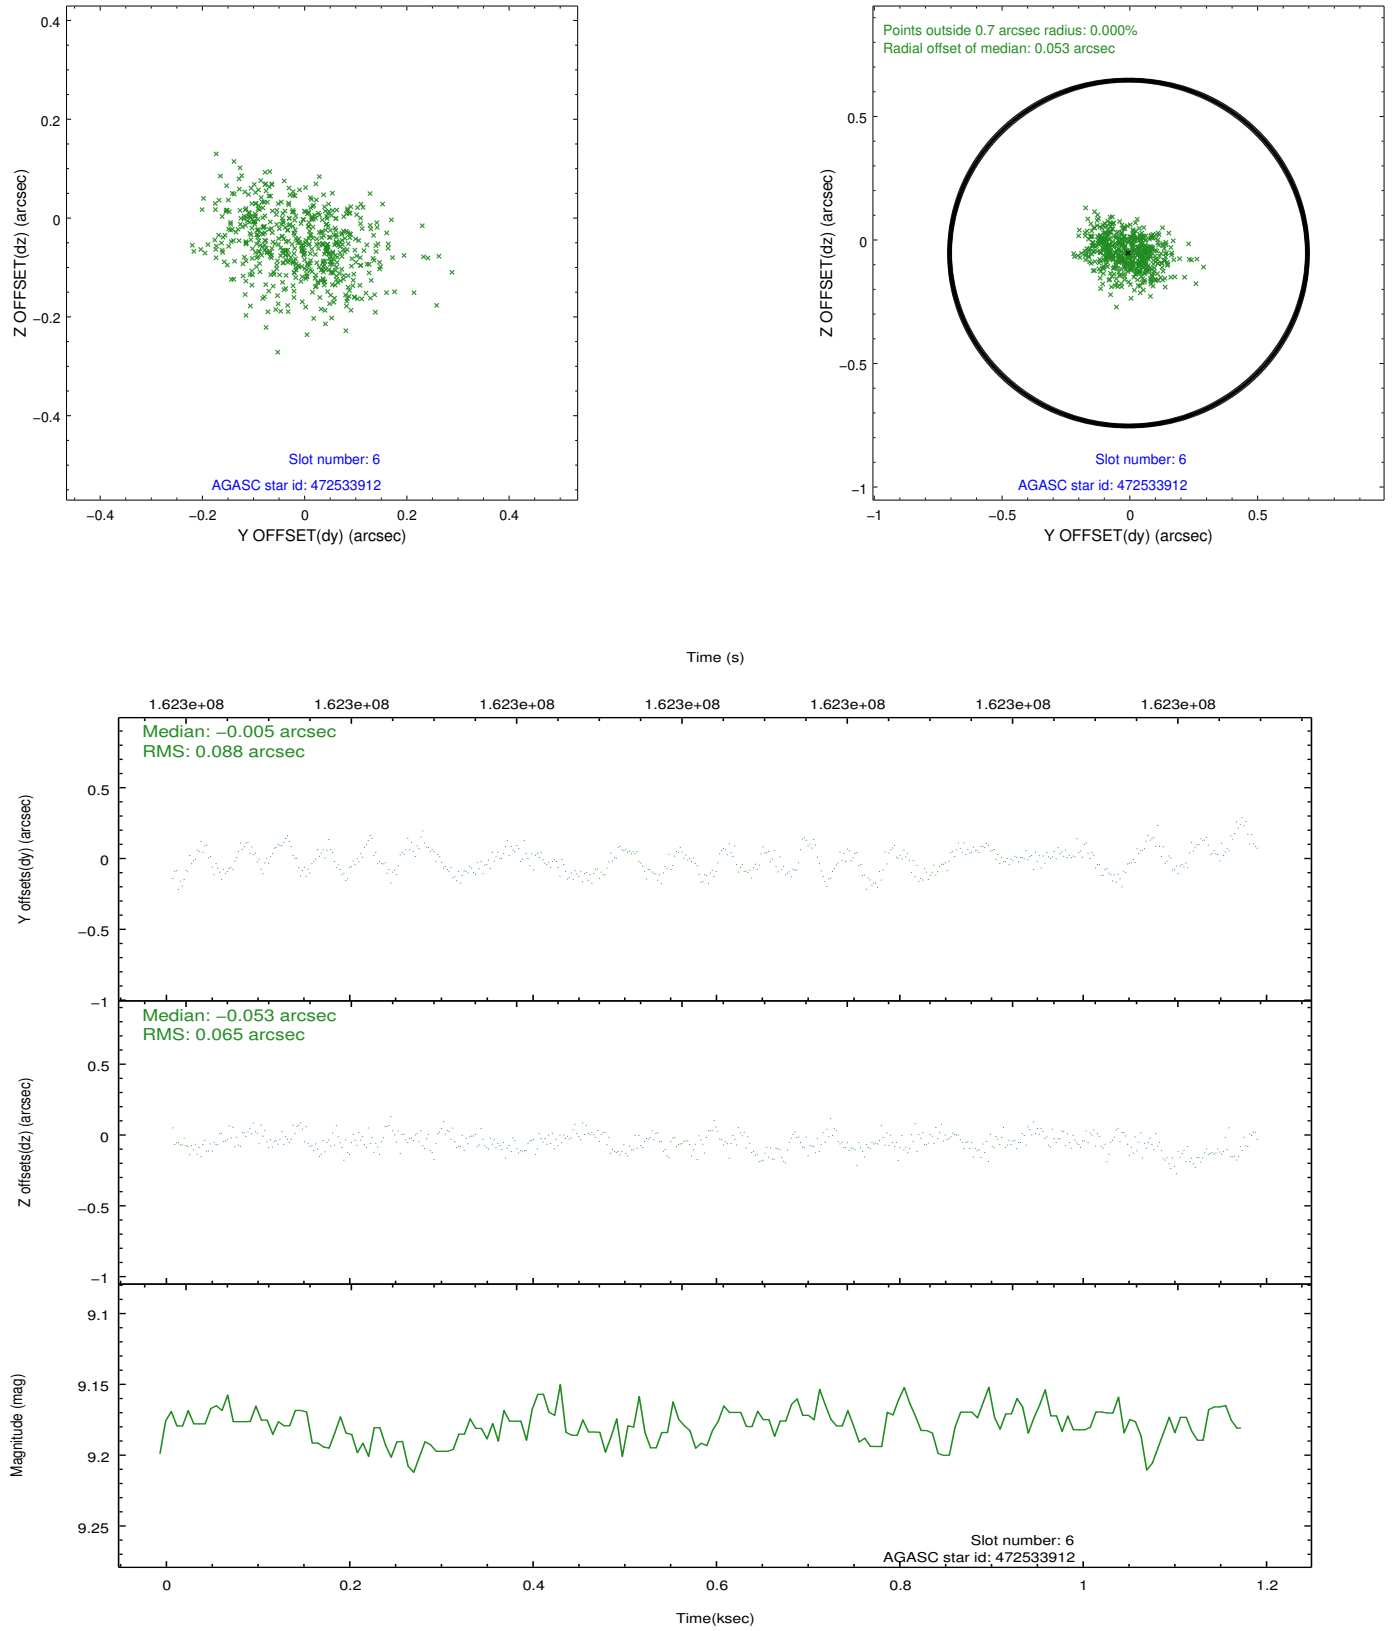 0.4
0.2
0
−0.2
−0.4
Z OFFSET(dz) (arcsec)
Slot number: 6
AGASC star id: 472533912
−0.4 −0.2 0 0.2 0.4
Y OFFSET(dy) (arcsec)
Points outside 0.7 arcsec radius: 0.000%
Radial offset of median: 0.053 arcsec
0.5
0
−0.5
−1
Z OFFSET(dz) (arcsec)
Slot number: 6
AGASC star id: 472533912
−1 −0.5 0 0.5
Y OFFSET(dy) (arcsec)
Time (s)
1.623e+08 1.623e+08 1.623e+08 1.623e+08 1.623e+08 1.623e+08 1.623e+08
Median: −0.005 arcsec
RMS: 0.088 arcsec
0.5
0
−0.5
−1
Y offsets(dy) (arcsec)
Median: −0.053 arcsec
RMS: 0.065 arcsec
0.5
0
−0.5
−1
Z offsets(dz) (arcsec)
9.1
9.15
9.2
9.25
Magnitude (mag)
Slot number: 6
AGASC star id: 472533912
0 0.2 0.4 0.6 0.8 1 1.2
Time(ksec)